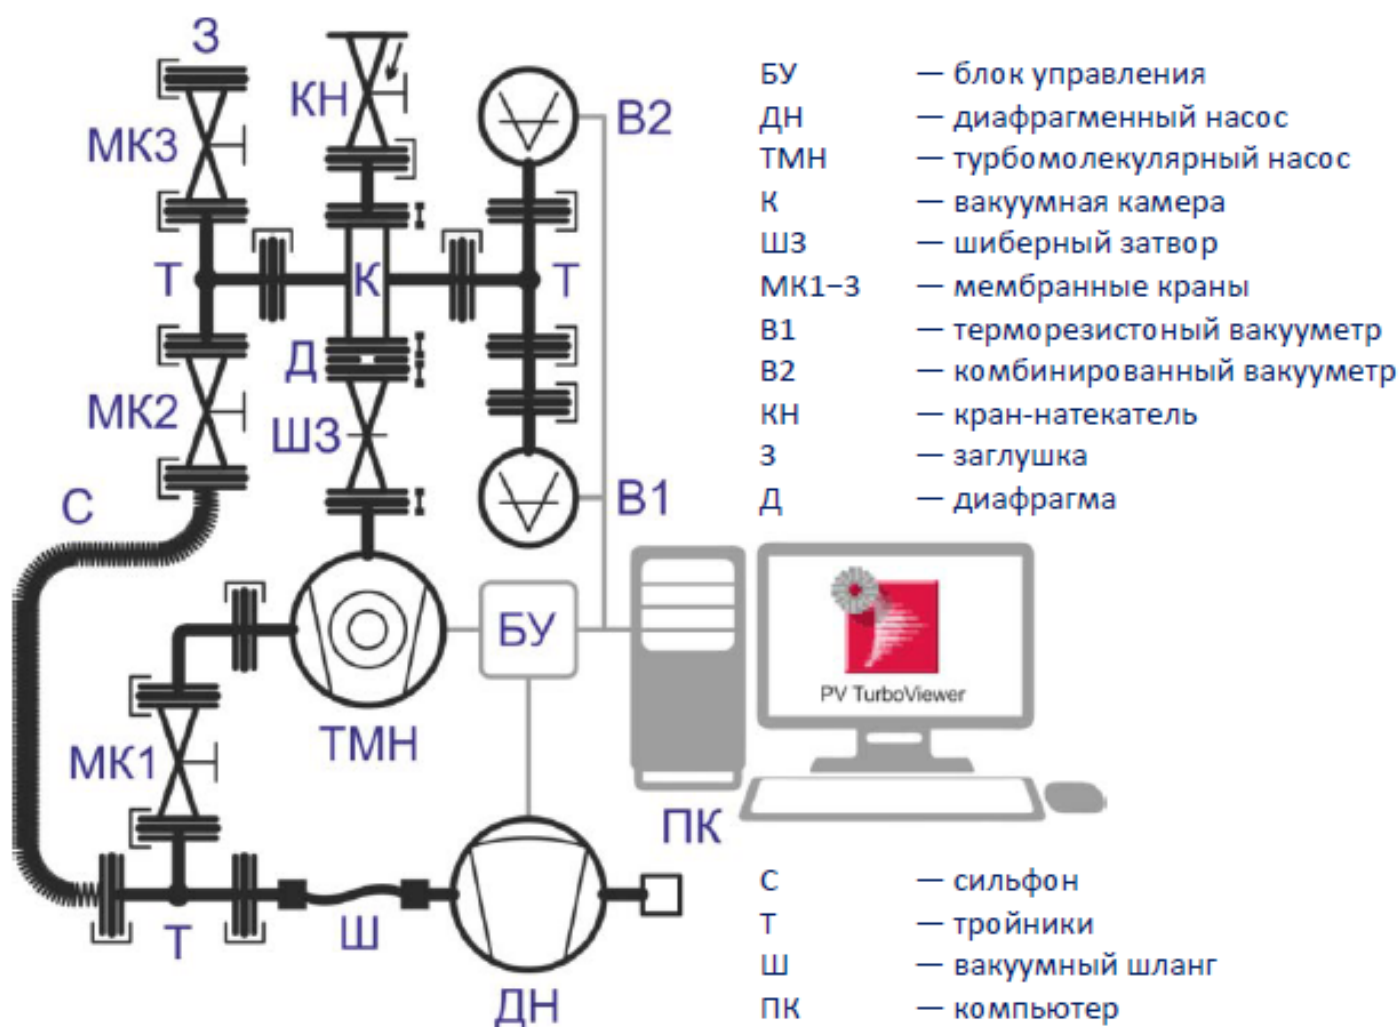 З
КН
МК3
В2
Т
К
Т
Д
МК2
ШЗ
С
В1
БУ
ТМН
МК1
ПК
Т
Ш
ДН
PV TurboViewer
БУ — блок управления
ДН — диафрагменный насос
ТМН — турбомолекулярный насос
К — вакуумная камера
ШЗ — шиберный затвор
МК1–3 — мембранные краны
В1 — терморезистоный вакууметр
В2 — комбинированный вакууметр
КН — кран-натекатель
З — заглушка
Д — диафрагма
С — сильфон
Т — тройники
Ш — вакуумный шланг
ПК — компьютер